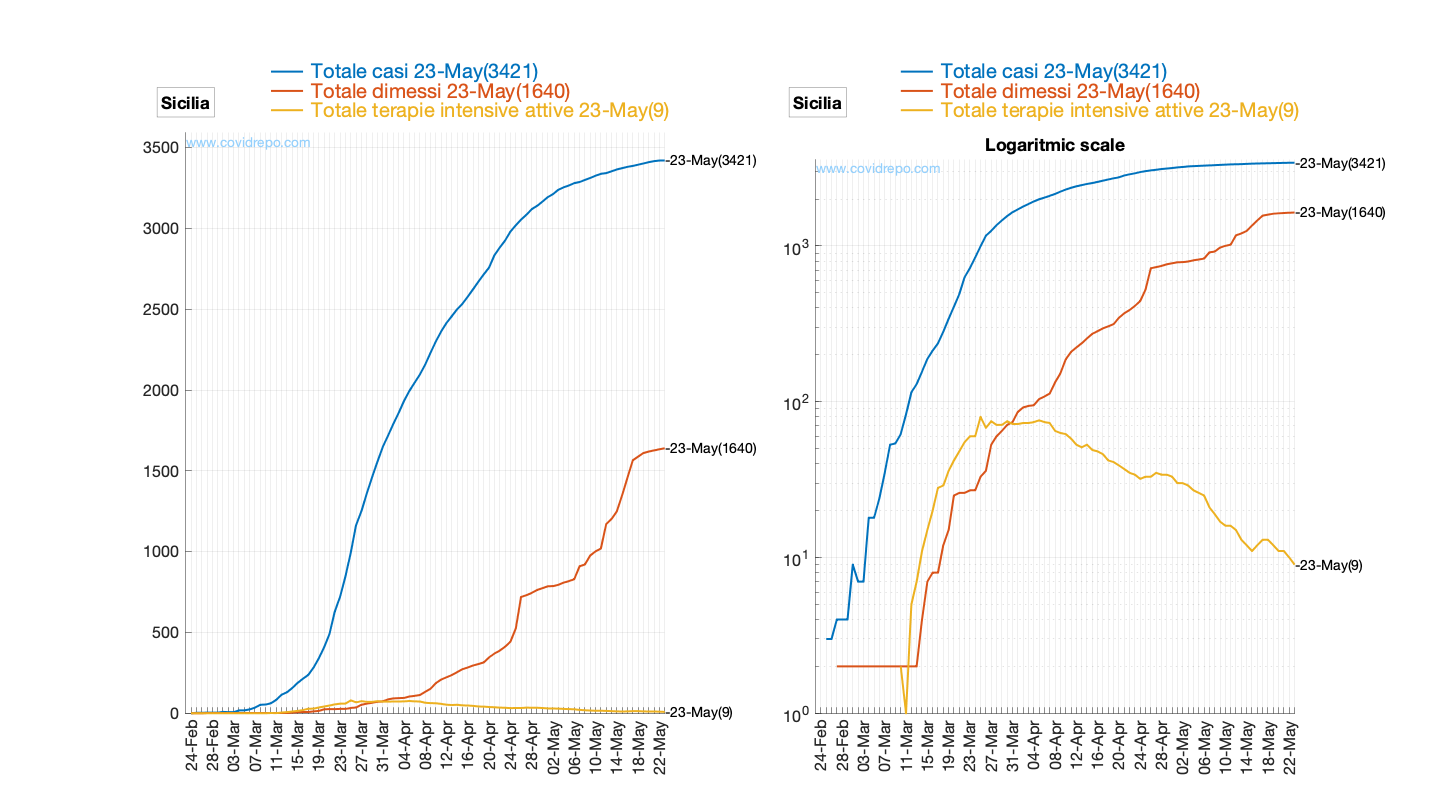 Totale casi 23-May(3421)
Totale dimessi 23-May(1640)
Totale terapie intensive attive 23-May(9)
Sicilia
www.covidrepo.com
3500
3000
2500
2000
1500
1000
500
0
-23-May(3421)
-23-May(1640)
-23-May(9)
24-Feb
28-Feb
03-Mar
07-Mar
11-Mar
15-Mar
19-Mar
23-Mar
27-Mar
31-Mar
04-Apr
08-Apr
12-Apr
16-Apr
20-Apr
24-Apr
28-Apr
02-May
06-May
10-May
14-May
18-May
22-May
Totale casi 23-May(3421)
Totale dimessi 23-May(1640)
Totale terapie intensive attive 23-May(9)
Sicilia
Logaritmic scale
www.covidrepo.com
10³
10²
10¹
10⁰
-23-May(3421)
-23-May(1640)
-23-May(9)
24-Feb
28-Feb
03-Mar
07-Mar
11-Mar
15-Mar
19-Mar
23-Mar
27-Mar
31-Mar
04-Apr
08-Apr
12-Apr
16-Apr
20-Apr
24-Apr
28-Apr
02-May
06-May
10-May
14-May
18-May
22-May